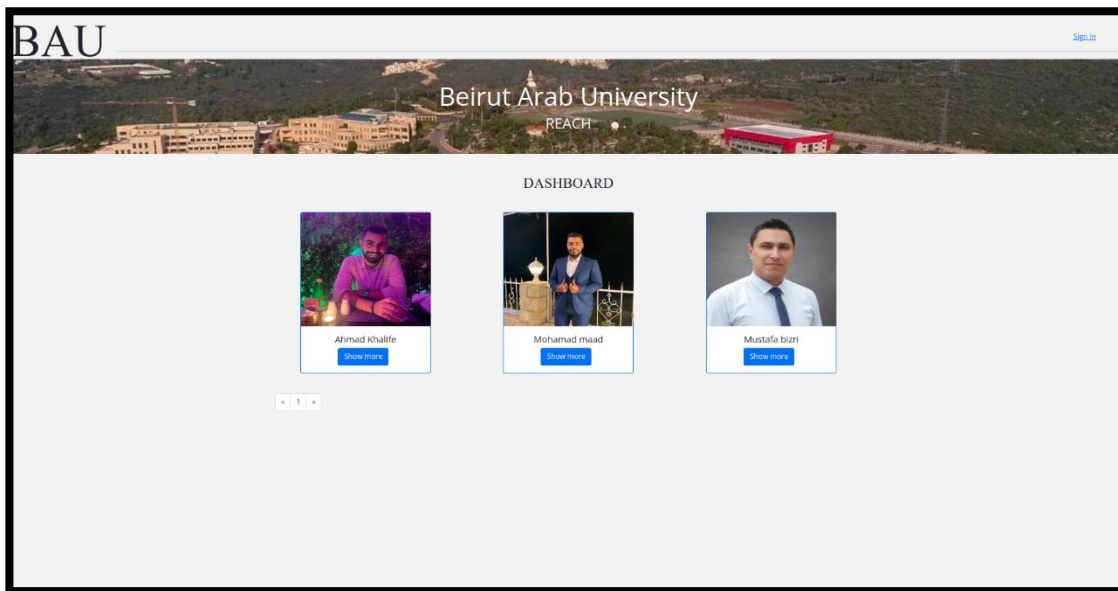 BAU
Sign In
Beirut Arab University
REACH
DASHBOARD
Ahmad Khalife
Show more
Mohamad maad
Show more
Mustafa bizri
Show more
« 1 »